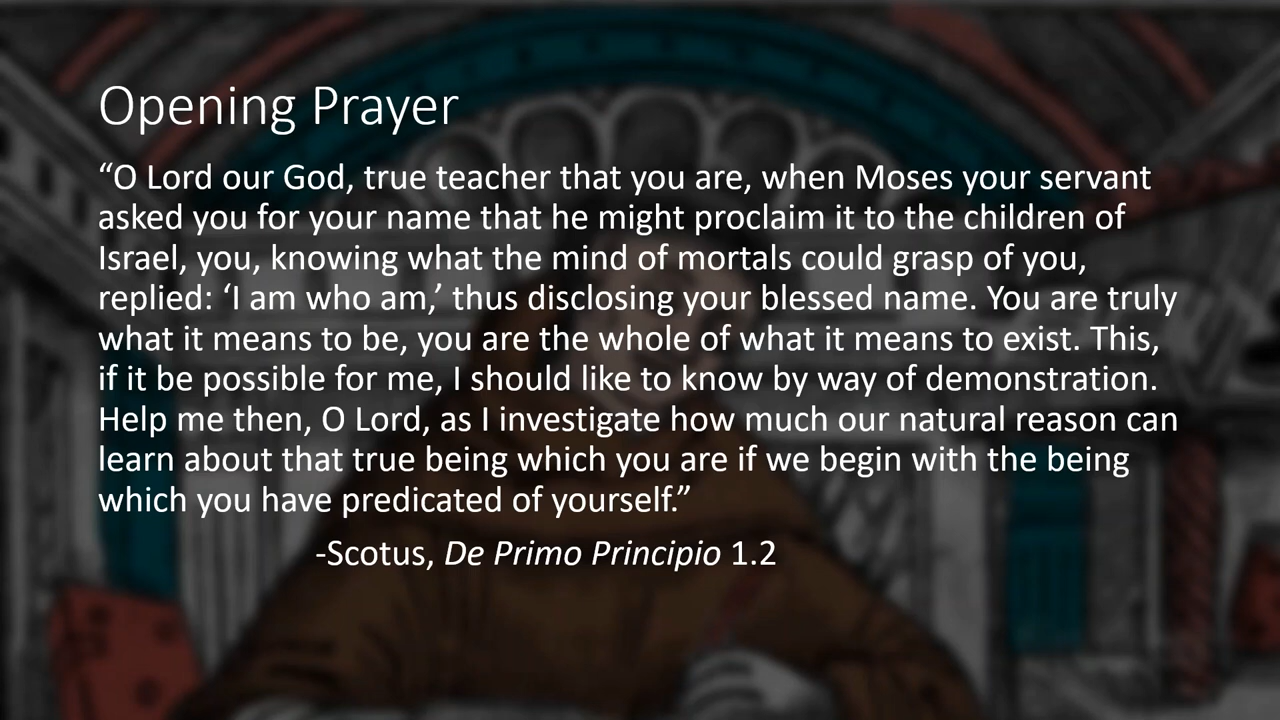 Opening Prayer
“O Lord our God, true teacher that you are, when Moses your servant
asked you for your name that he might proclaim it to the children of
Israel, you, knowing what the mind of mortals could grasp of you,
replied: ‘I am who am,’ thus disclosing your blessed name. You are truly
what it means to be, you are the whole of what it means to exist. This,
if it be possible for me, I should like to know by way of demonstration.
Help me then, O Lord, as I investigate how much our natural reason can
learn about that true being which you are if we begin with the being
which you have predicated of yourself.”
-Scotus, De Primo Principio 1.2